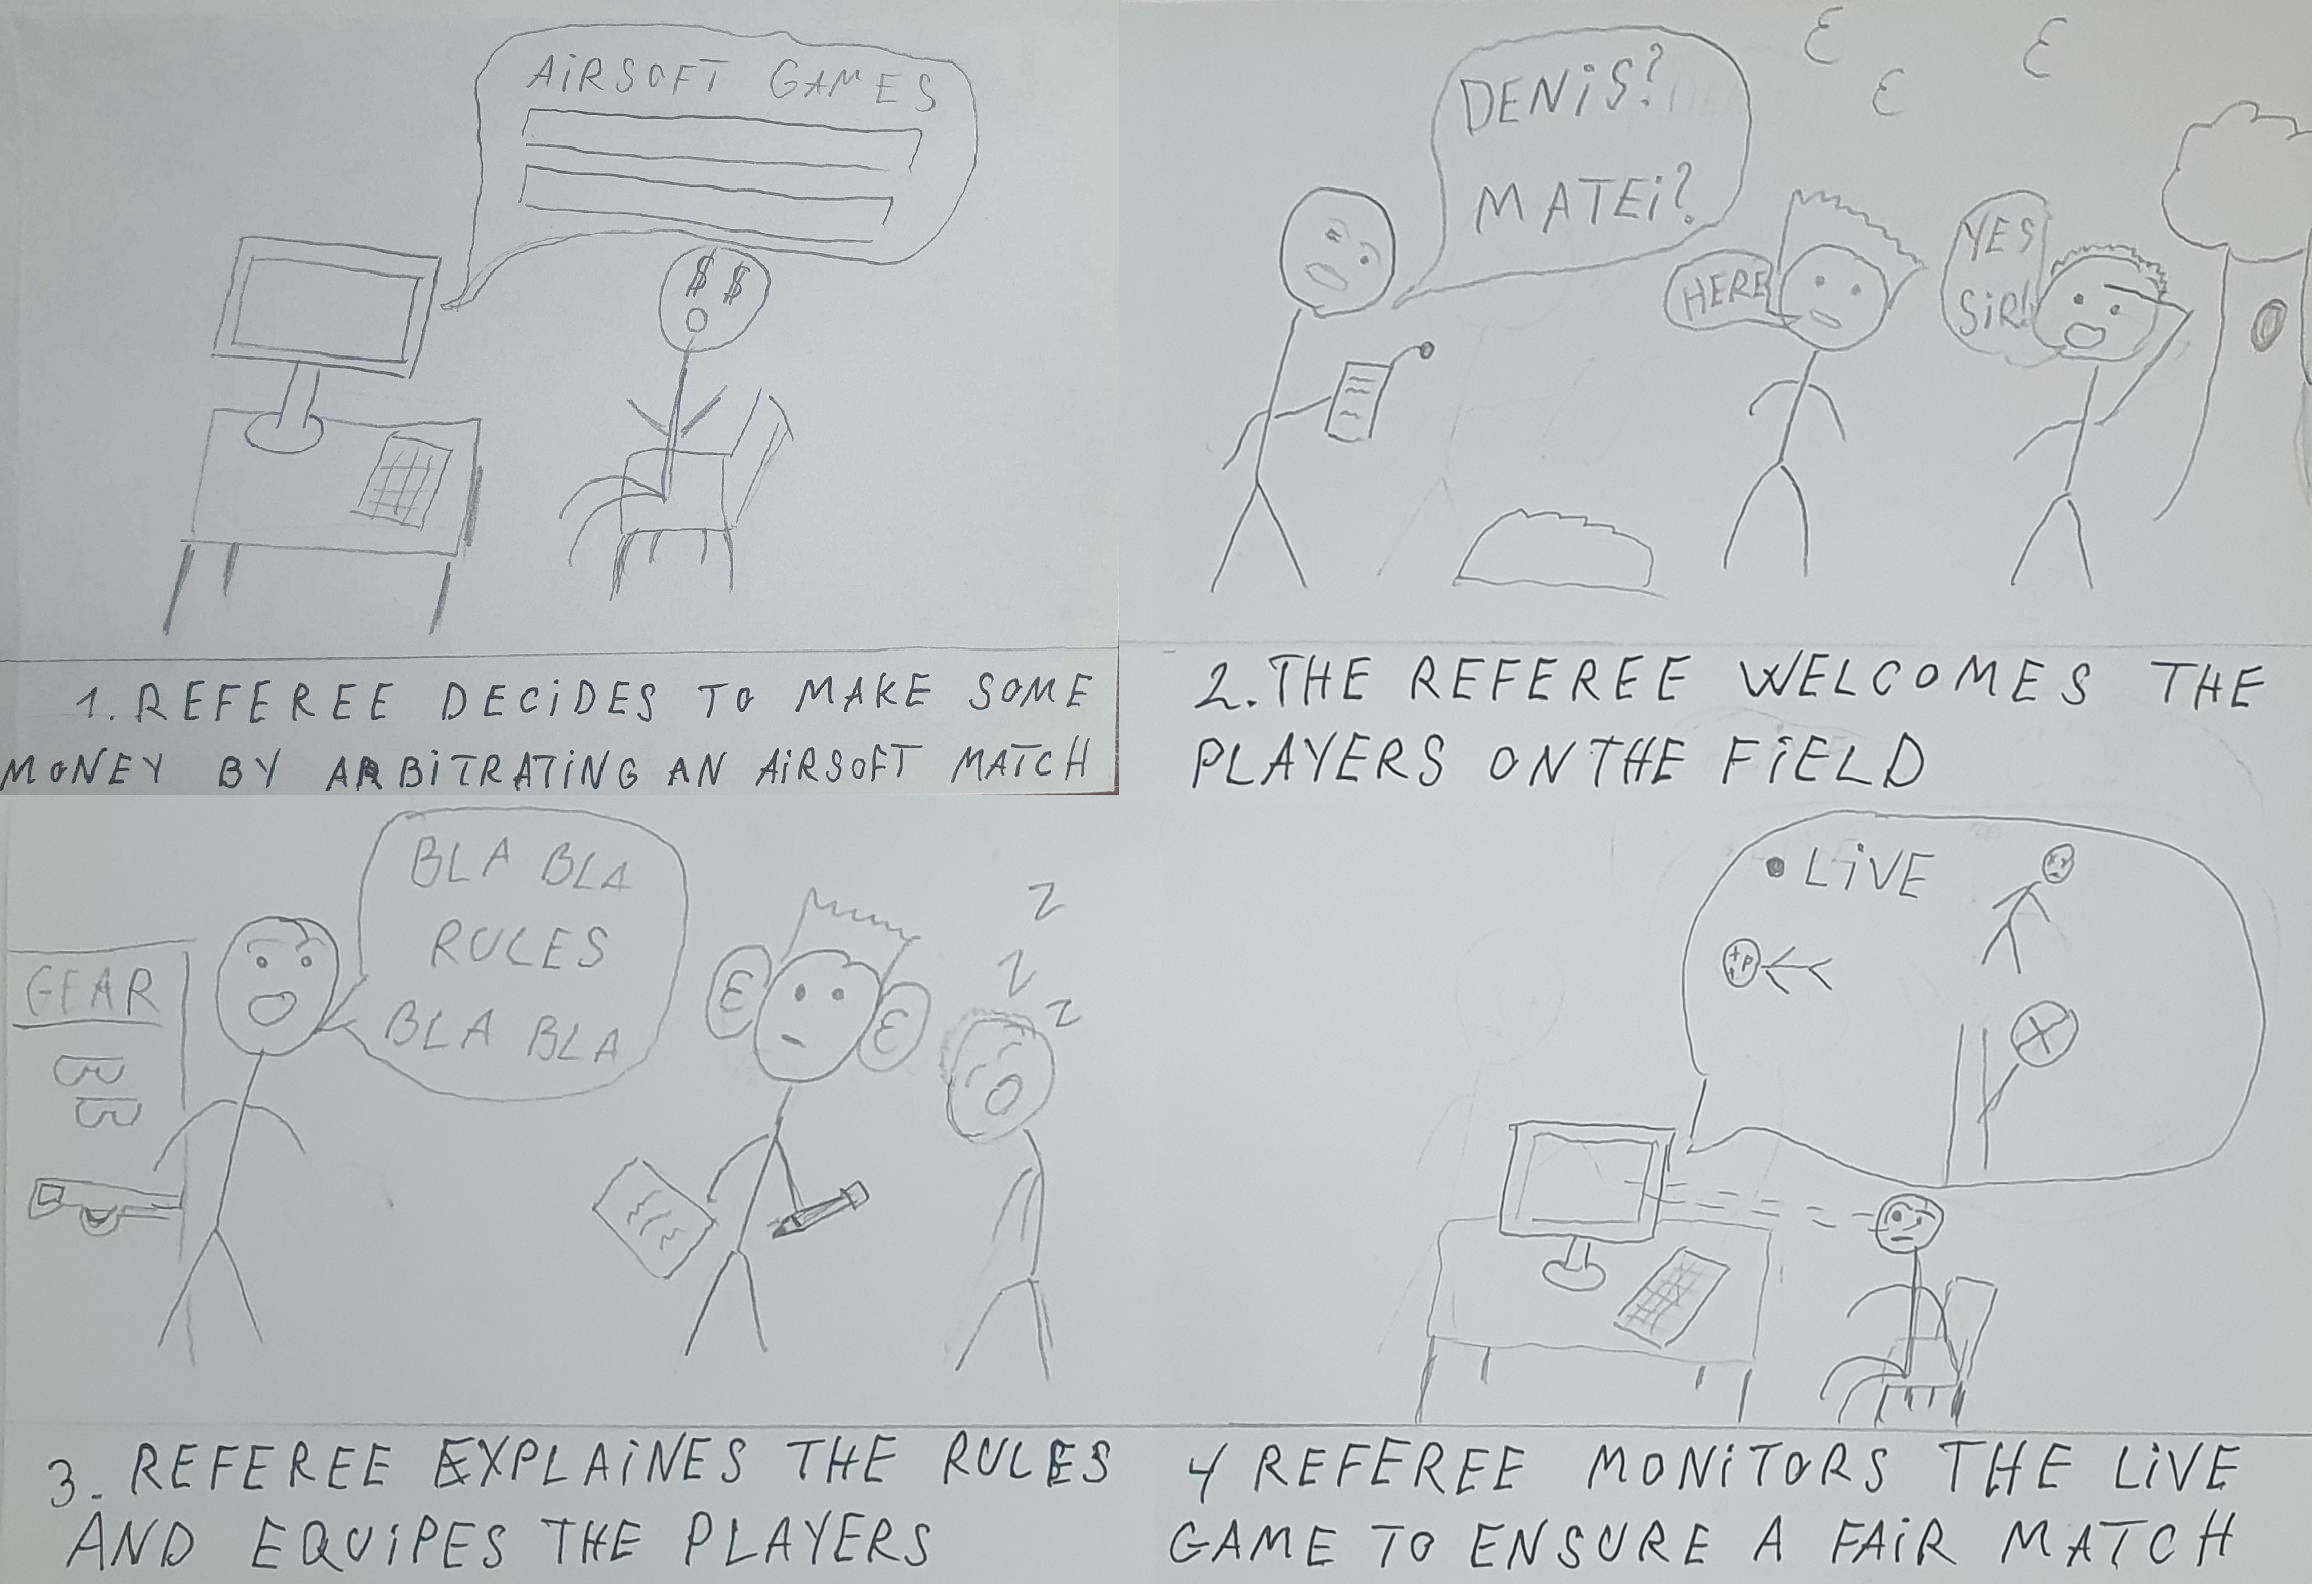 AiRSOFT GAMES
$ $
1. REFEREE DECiDES TO MAKE SOME
MONEY BY ARBiTRATiNG AN AiRSOFT MATCH
DENiS?
MATEi?
HERE
YES
SiR!
2. THE REFEREE WELCOMES THE
PLAYERS ON THE FiELD
GEAR
BLA BLA
RULES
BLA BLA
Z
Z
Z
3. REFEREE EXPLAiNES THE RULES
AND EQUiPES THE PLAYERS
LiVE
4 REFEREE MONiTORS THE LiVE
GAME TO ENSURE A FAiR MATCH